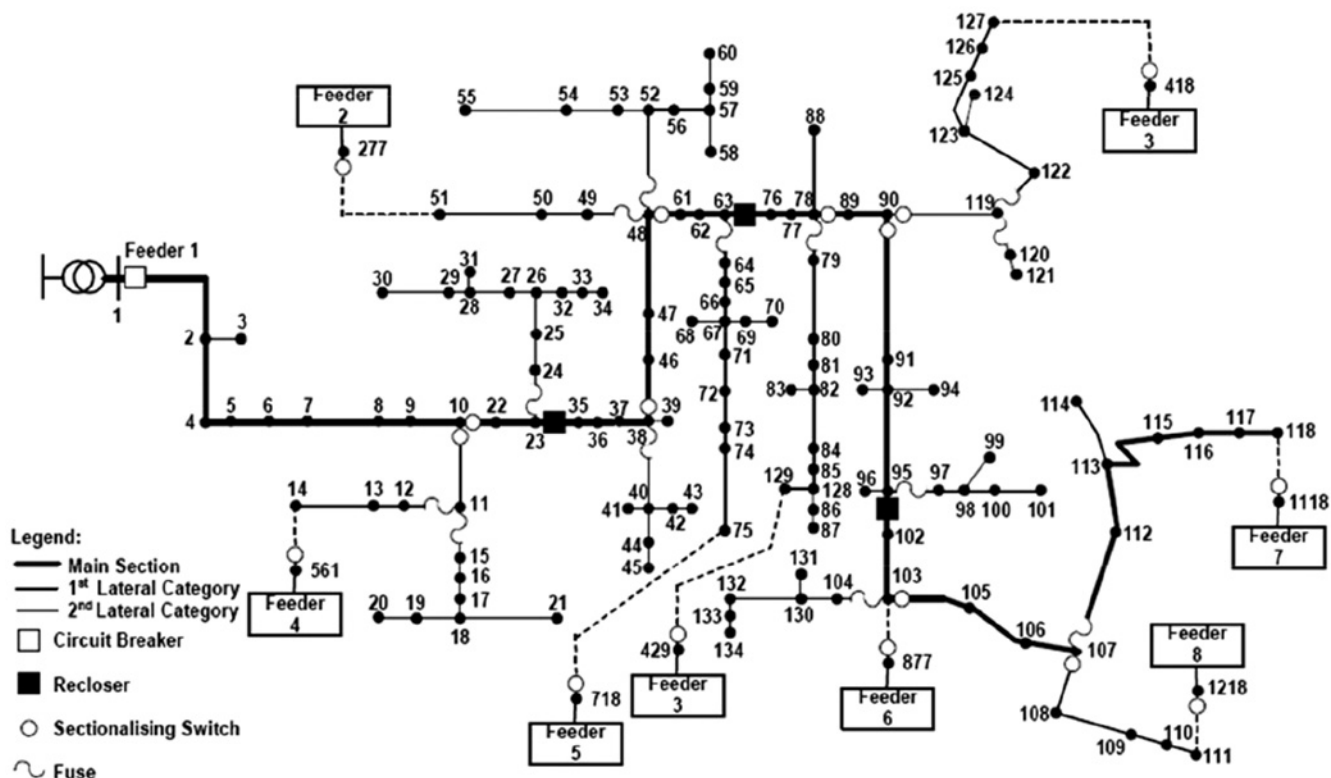 127
126
125
124
123
418
Feeder
3
122
60
59
55 54 53 52 57
56
58
88
Feeder
2
277
51 50 49 61 63 76 78 89 90 119
48 62 77
120
121
79
64
65
66 70
68 67 69
71
72
73
74
75
Feeder 1
1
2 3
4 5 6 7 8 9 10 22 23 35 36 37 38 39
30 29 31 27 26 33
28 32 34
25
24
47
46
80
81
83 82
84
85
129 128
86
87
91
93 94
92
99
96 95 97
98 100 101
102
103
114
115 117 118
113 116
112
1118
Feeder
7
14 13 12 11
40 43
41 42
44
45
15
16
17
20 19 21
18
561
Feeder
4
131
132 104
133 130
134
105
106
107
429
Feeder
3
877
Feeder
6
718
Feeder
5
Feeder
8
1218
108
109 110 111
Legend:
Main Section
1st Lateral Category
2nd Lateral Category
Circuit Breaker
Recloser
Sectionalising Switch
Fuse